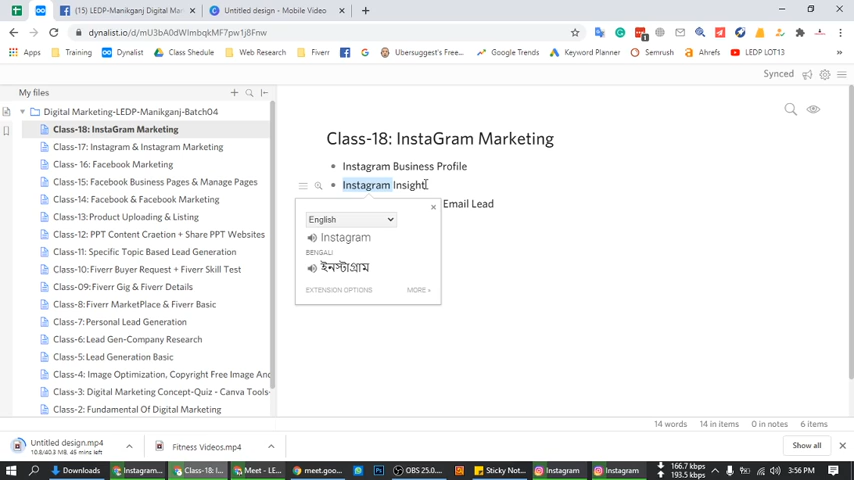 (15) LEDP-Manikganj Digital Mar
Untitled design - Mobile Video
dynalist.io/d/mU3bA0dWImbqkMF7pw1j8Fnw
Apps
Training
Dynalist
Class Shedule
Web Research
Fiverr
Ubersuggest's Free...
Google Trends
CoSchedule
Semrush
Ahrefs
LEDP LOT13
My files
Synced
Digital Marketing-LEDP-Manikganj-Batch04
Class-18: InstaGram Marketing
Class-17: Instagram & Instagram Marketing
Class- 16: Facebook Marketing
Class-15: Facebook Business Pages & Manage Pages
Class-14: Facebook & Facebook Marketing
Class-13: Product Uploading & Listing
Class-12: PPT Content Creantion + Share PPT Websites
Class-11: Specific Topic Based Lead Generation
Class-10: Fiverr Buyer Request + Fiverr Skill Test
Class-09: Fiverr Gig & Fiverr Details
Class-8: Fiverr MarketPlace & Fiverr Basic
Class-7: Personal Lead Generation
Class-6: Lead Gen-Company Research
Class-5: Lead Generation Basic
Class-4: Image Optimization, Copyright Free Image And
Class-3: Digital Marketing Concept-Quiz - Canva Tools-
Class-2: Fundamental Of Digital Marketing
Class-18: InstaGram Marketing
Instagram Business Profile
Instagram Insight
Email Lead
English
Instagram
BENGALI
ইনস্টাগ্রাম
EXTENSION OPTIONS
MORE »
14 words
14 in items
0 in notes
6 items
Untitled design.mp4
10.8/40.3 MB, 46 mins left
Fitness Videos.mp4
Show all
Downloads
Instagram...
Class-18: I...
Meet - LE...
meet.goo...
OBS 25.0....
Sticky Not...
Instagram
Instagram
166.7 kbps
193.5 kbps
3:56 PM